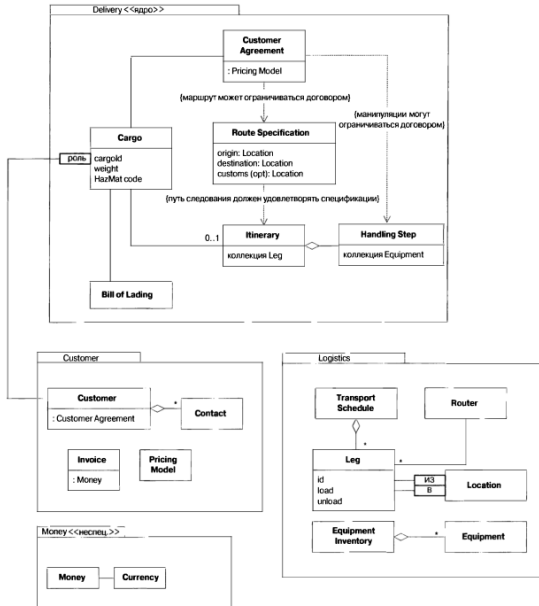 Delivery <<ядро>>
Customer
Agreement
: Pricing Model
{маршрут может ограничиваться договором}
{манипуляции могут
ограничиваться договором}
Cargo
роль
cargoId
weight
HazMat code
Route Specification
origin: Location
destination: Location
customs (opt): Location
{путь следования должен удовлетворять спецификации}
0..1
Itinerary
коллекция Leg
Handling Step
коллекция Equipment
Bill of Lading
Customer
Customer
: Customer Agreement
*
Contact
Invoice
: Money
Pricing
Model
Money <<неспец.>>
Money
Currency
Logistics
Transport
Schedule
Router
*
*
Leg
id
load
unload
ИЗ
В
Location
Equipment
Inventory
*
Equipment